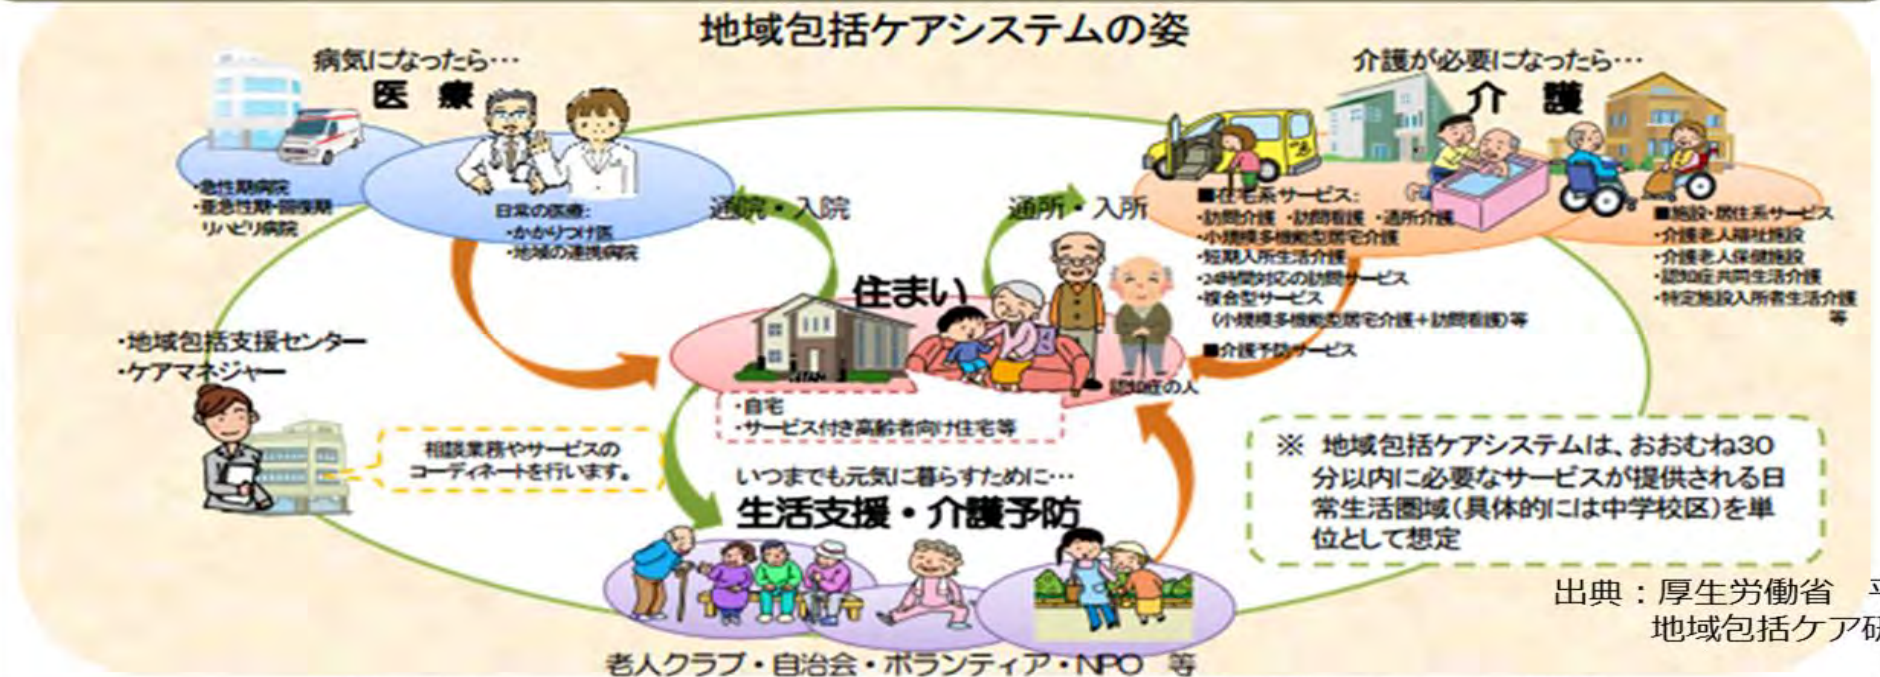 地域包括ケアシステムの姿
病気になったら…
医 療
・急性期病院
・亜急性期・回復期
リハビリ病院
日常の医療:
・かかりつけ医
・地域の連携病院
通院・入院
通所・入所
介護が必要になったら…
介 護
■在宅系サービス:
・訪問介護 ・訪問看護 ・通所介護
・小規模多機能型居宅介護
・短期入所生活介護
・24時間対応の訪問サービス
・複合型サービス
(小規模多機能型居宅介護+訪問看護)等
■介護予防サービス
■施設・居住系サービス
・介護老人福祉施設
・介護老人保健施設
・認知症共同生活介護
・特定施設入所者生活介護
等
住まい
認知症の人
・自宅
・サービス付き高齢者向け住宅等
・地域包括支援センター
・ケアマネジャー
相談業務やサービスの
コーディネートを行います。
いつまでも元気に暮らすために…
生活支援・介護予防
老人クラブ・自治会・ボランティア・NPO 等
※ 地域包括ケアシステムは、おおむね30
分以内に必要なサービスが提供される日
常生活圏域(具体的には中学校区)を単
位として想定
出典:厚生労働省
地域包括ケア